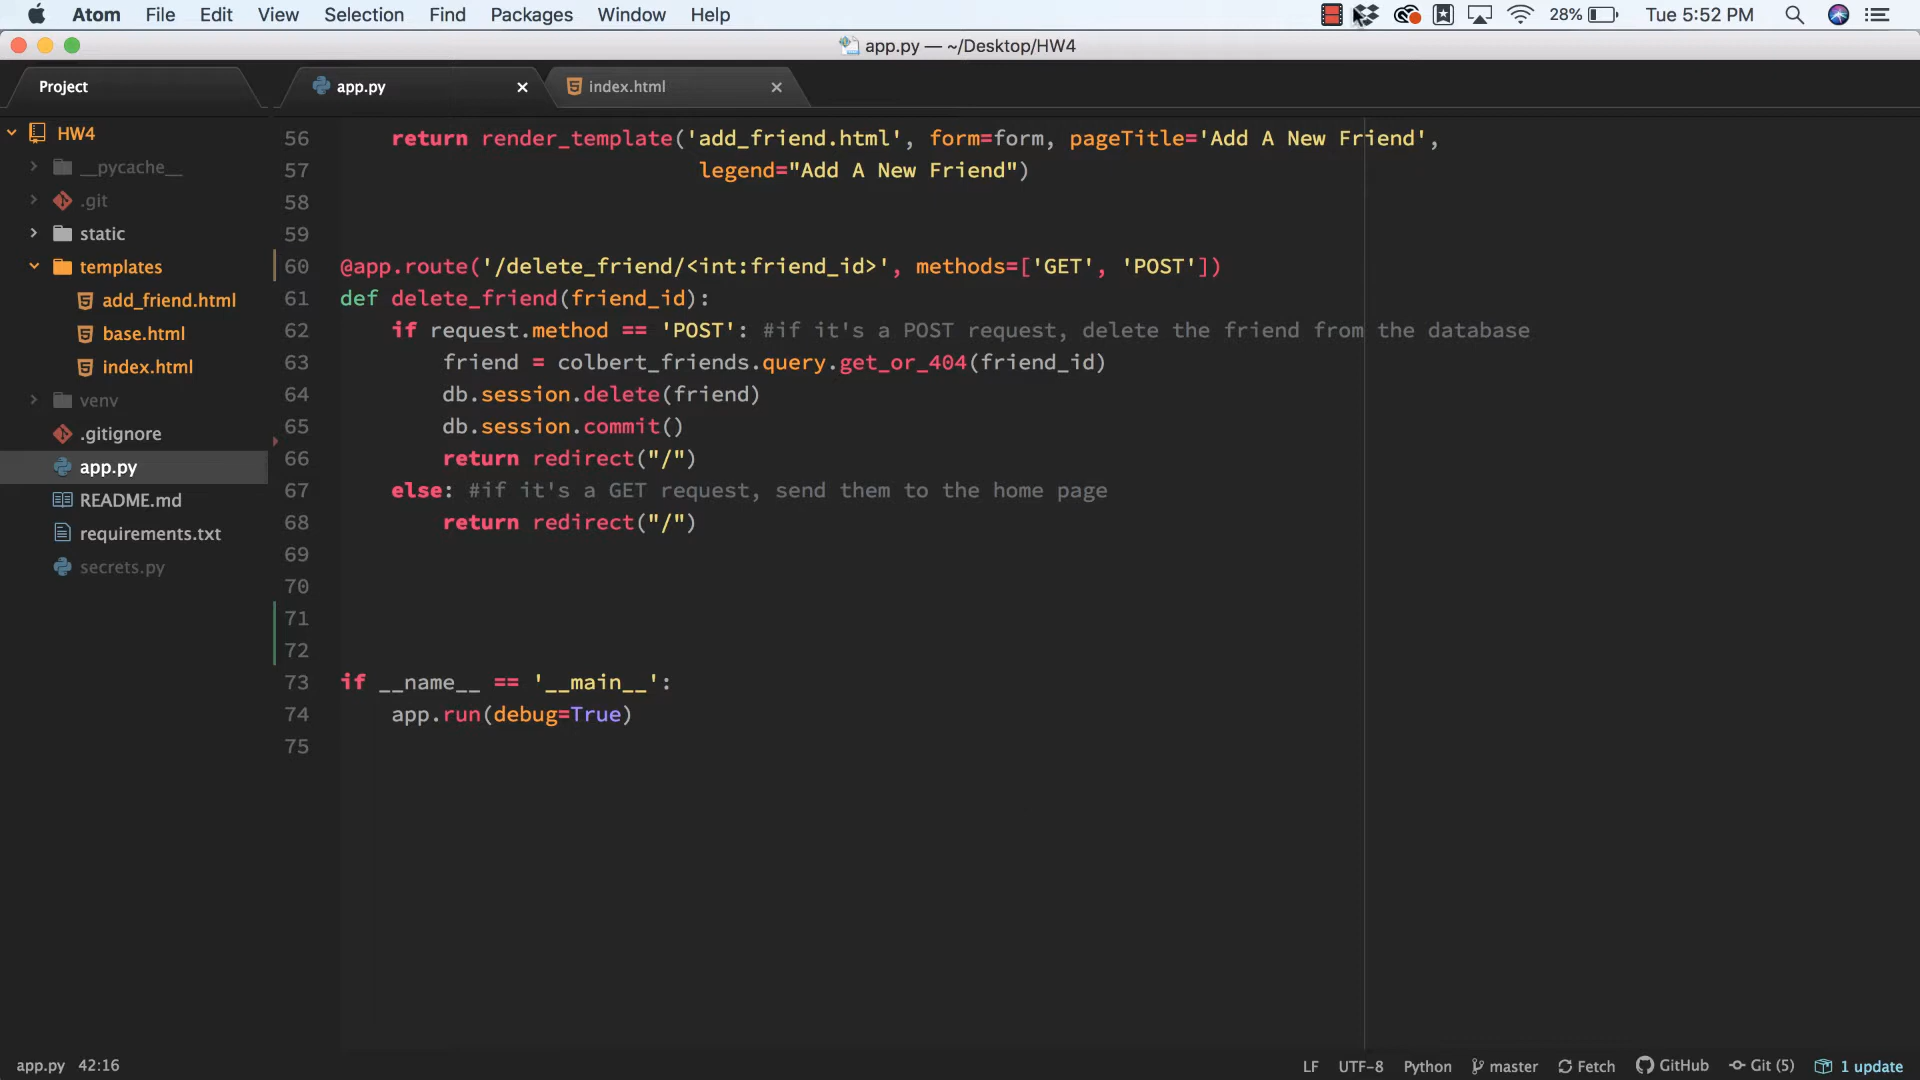 Atom File Edit View Selection Find Packages Window Help 28% Tue 5:52 PM
app.py — ~/Desktop/HW4
Project app.py index.html
HW4
__pycache__
.git
static
templates
add_friend.html
base.html
index.html
venv
.gitignore
app.py
README.md
requirements.txt
secrets.py
56 return render_template('add_friend.html', form=form, pageTitle='Add A New Friend',
57 legend="Add A New Friend")
58
59
60 @app.route('/delete_friend/<int:friend_id>', methods=['GET', 'POST'])
61 def delete_friend(friend_id):
62 if request.method == 'POST': #if it's a POST request, delete the friend from the database
63 friend = colbert_friends.query.get_or_404(friend_id)
64 db.session.delete(friend)
65 db.session.commit()
66 return redirect("/")
67 else: #if it's a GET request, send them to the home page
68 return redirect("/")
69
70
71
72
73 if __name__ == '__main__':
74 app.run(debug=True)
75
app.py 42:16 LF UTF-8 Python master Fetch GitHub Git (5) 1 update